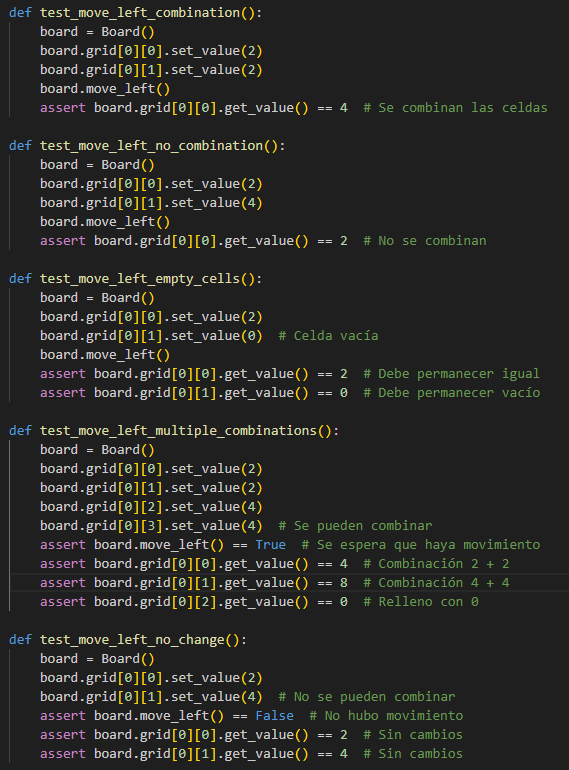 def test_move_left_combination():
    board = Board()
    board.grid[0][0].set_value(2)
    board.grid[0][1].set_value(2)
    board.move_left()
    assert board.grid[0][0].get_value() == 4  # Se combinan las celdas

def test_move_left_no_combination():
    board = Board()
    board.grid[0][0].set_value(2)
    board.grid[0][1].set_value(4)
    board.move_left()
    assert board.grid[0][0].get_value() == 2  # No se combinan

def test_move_left_empty_cells():
    board = Board()
    board.grid[0][0].set_value(2)
    board.grid[0][1].set_value(0)  # Celda vacía
    board.move_left()
    assert board.grid[0][0].get_value() == 2  # Debe permanecer igual
    assert board.grid[0][1].get_value() == 0  # Debe permanecer vacío

def test_move_left_multiple_combinations():
    board = Board()
    board.grid[0][0].set_value(2)
    board.grid[0][1].set_value(2)
    board.grid[0][2].set_value(4)
    board.grid[0][3].set_value(4)  # Se pueden combinar
    assert board.move_left() == True  # Se espera que haya movimiento
    assert board.grid[0][0].get_value() == 4  # Combinación 2 + 2
    assert board.grid[0][1].get_value() == 8  # Combinación 4 + 4
    assert board.grid[0][2].get_value() == 0  # Relleno con 0

def test_move_left_no_change():
    board = Board()
    board.grid[0][0].set_value(2)
    board.grid[0][1].set_value(4)  # No se pueden combinar
    assert board.move_left() == False  # No hubo movimiento
    assert board.grid[0][0].get_value() == 2  # Sin cambios
    assert board.grid[0][1].get_value() == 4  # Sin cambios